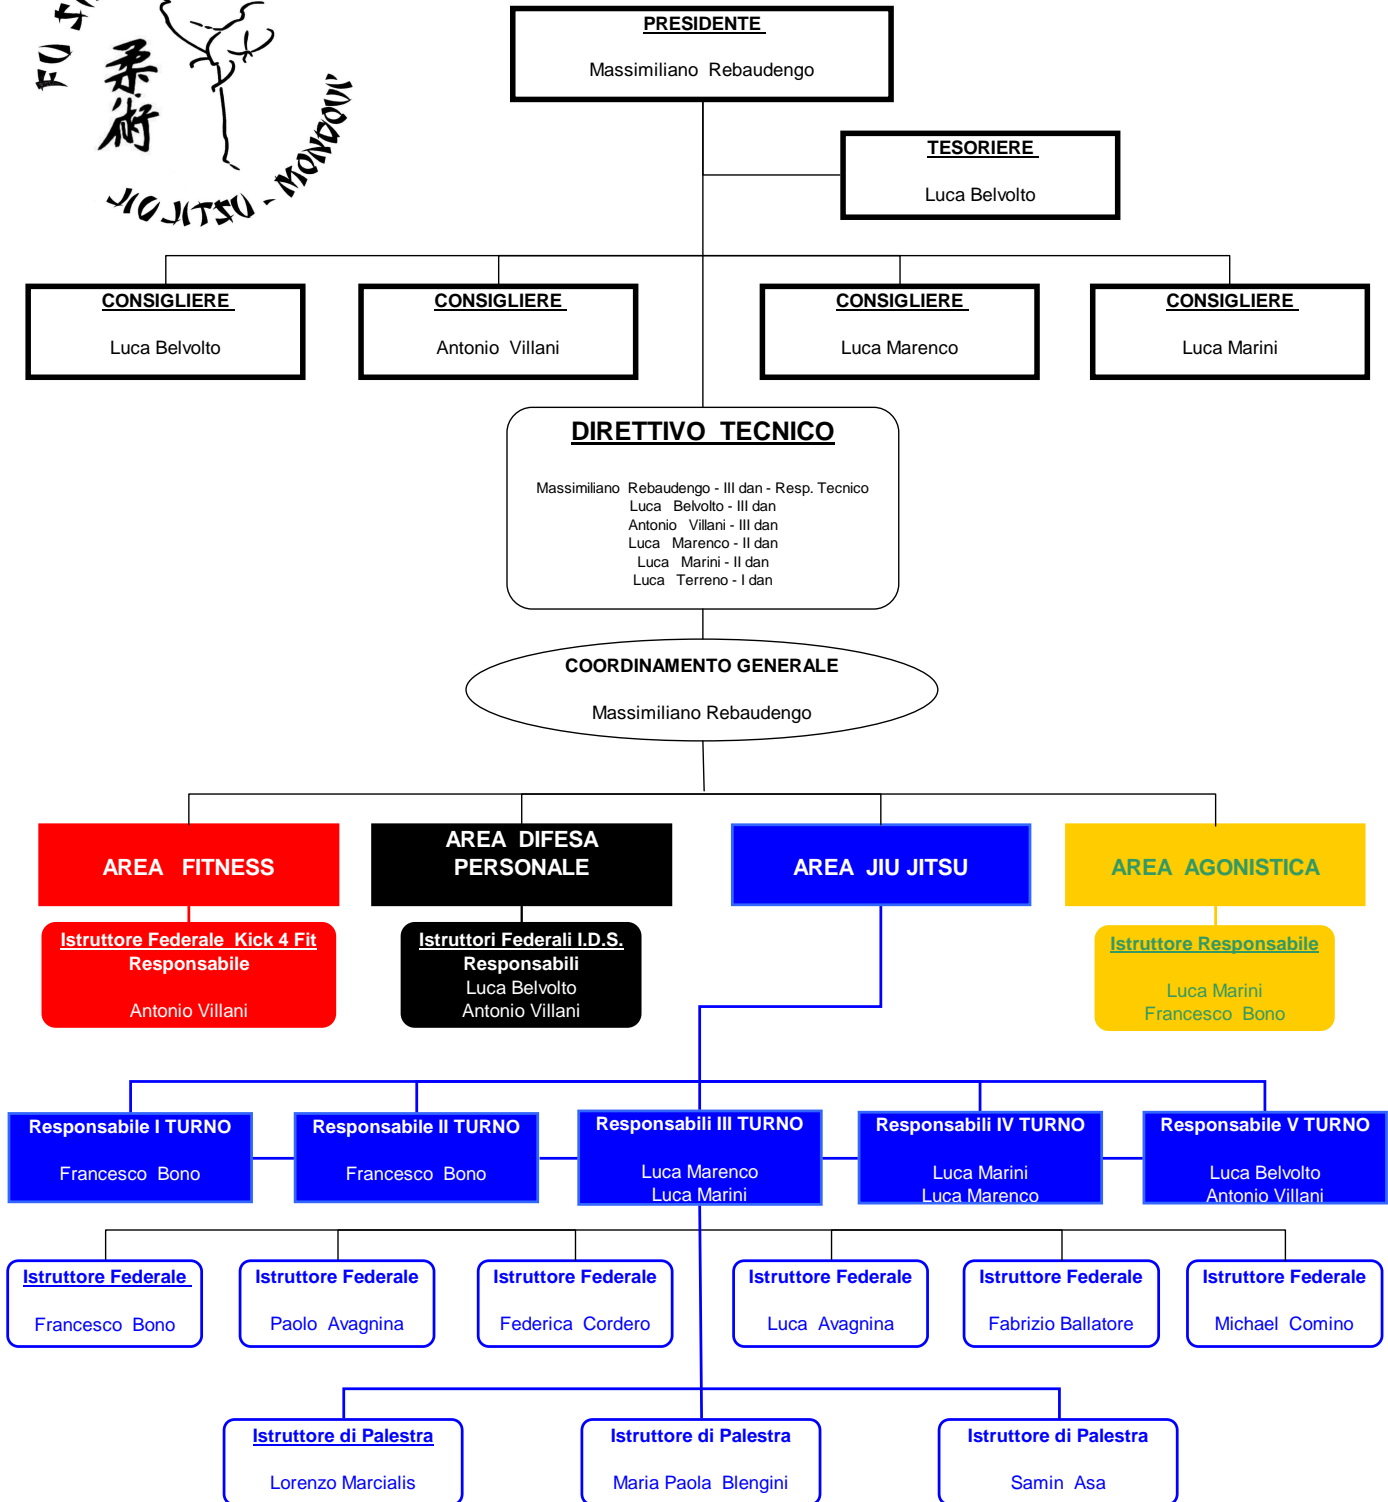 FU
柔術
JIU JITSU - MONDOVI'
PRESIDENTE
Massimiliano Rebaudengo
TESORIERE
Luca Belvolto
CONSIGLIERE
Luca Belvolto
CONSIGLIERE
Antonio Villani
CONSIGLIERE
Luca Marenco
CONSIGLIERE
Luca Marini
DIRETTIVO TECNICO
Massimiliano Rebaudengo - III dan - Resp. Tecnico
Luca Belvolto - III dan
Antonio Villani - III dan
Luca Marenco - II dan
Luca Marini - II dan
Luca Terreno - I dan
COORDINAMENTO GENERALE
Massimiliano Rebaudengo
AREA FITNESS
AREA DIFESA
PERSONALE
AREA JIU JITSU
AREA AGONISTICA
Istruttore Federale Kick 4 Fit
Responsabile
Antonio Villani
Istruttori Federali I.D.S.
Responsabili
Luca Belvolto
Antonio Villani
Istruttore Responsabile
Luca Marini
Francesco Bono
Responsabile I TURNO
Francesco Bono
Responsabile II TURNO
Francesco Bono
Responsabili III TURNO
Luca Marenco
Luca Marini
Responsabili IV TURNO
Luca Marini
Luca Marenco
Responsabile V TURNO
Luca Belvolto
Antonio Villani
Istruttore Federale
Francesco Bono
Istruttore Federale
Paolo Avagnina
Istruttore Federale
Federica Cordero
Istruttore Federale
Luca Avagnina
Istruttore Federale
Fabrizio Ballatore
Istruttore Federale
Michael Comino
Istruttore di Palestra
Lorenzo Marcialis
Istruttore di Palestra
Maria Paola Blengini
Istruttore di Palestra
Samin Asa